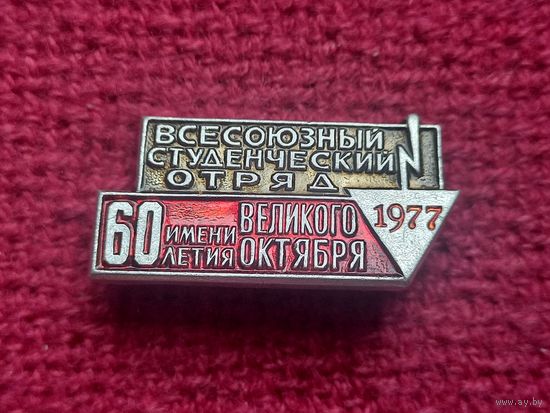 ВСЕСОЮЗНЫЙ
СТУДЕНЧЕСКИЙ
ОТРЯД
60 ИМЕНИ ЛЕТИЯ
ВЕЛИКОГО
ОКТЯБРЯ
1977
www.ay.by